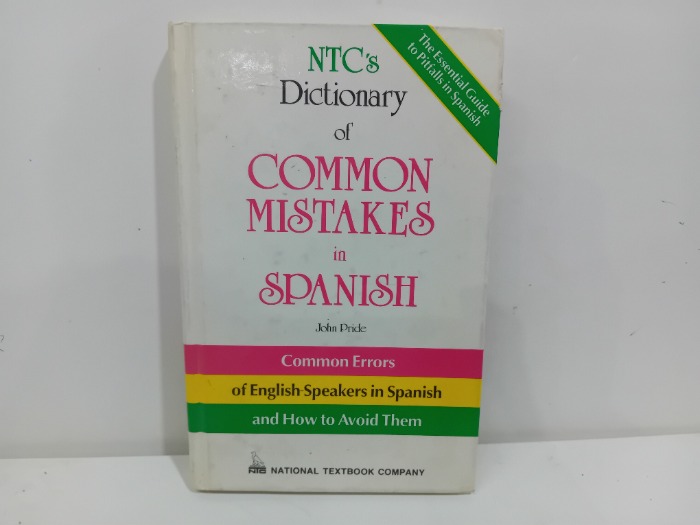 The Essential Guide
to Pitfalls in Spanish
NTC's
Dictionary
of
COMMON
MISTAKES
in
SPANISH
John Pride
Common Errors
of English-Speakers in Spanish
and How to Avoid Them
NTC NATIONAL TEXTBOOK COMPANY